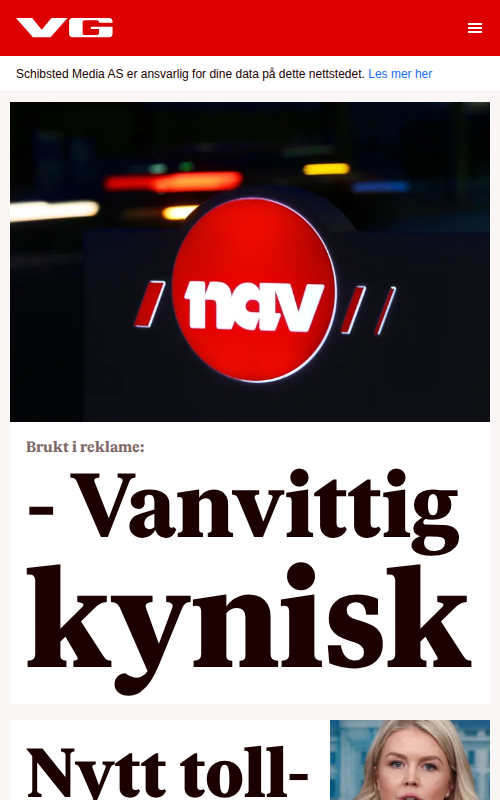 VG
Schibsted Media AS er ansvarlig for dine data på dette nettstedet. Les mer her
nav
Brukt i reklame:
- Vanvittig
kynisk
Nytt toll-